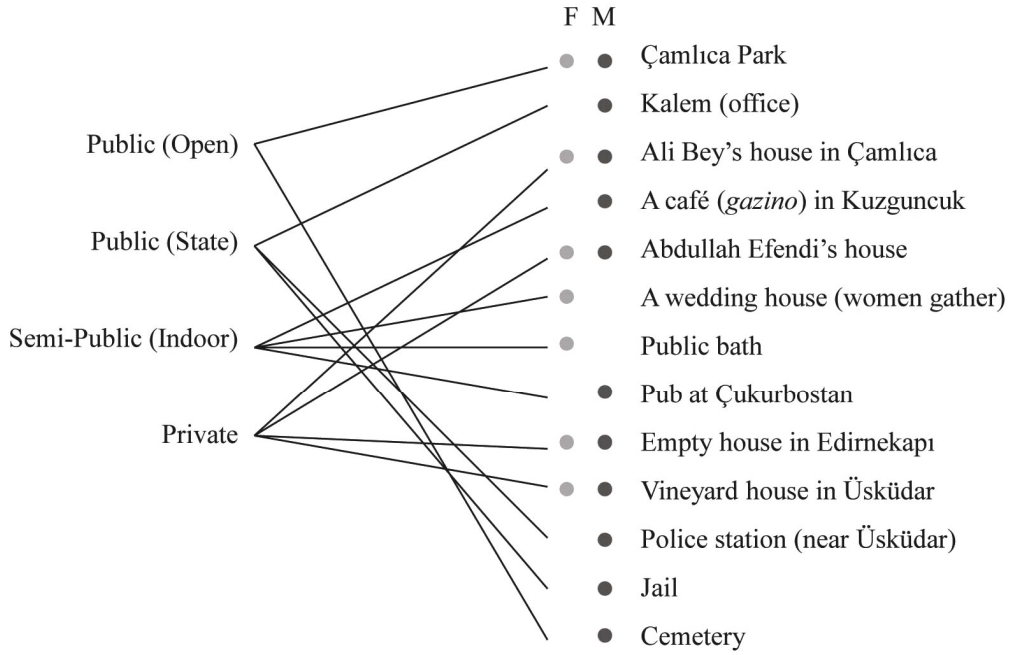 F M
Public (Open)
Public (State)
Semi-Public (Indoor)
Private
Çamlıca Park
Kalem (office)
Ali Bey’s house in Çamlıca
A café (gazino) in Kuzguncuk
Abdullah Efendi’s house
A wedding house (women gather)
Public bath
Pub at Çukurbostan
Empty house in Edirnekapı
Vineyard house in Üsküdar
Police station (near Üsküdar)
Jail
Cemetery